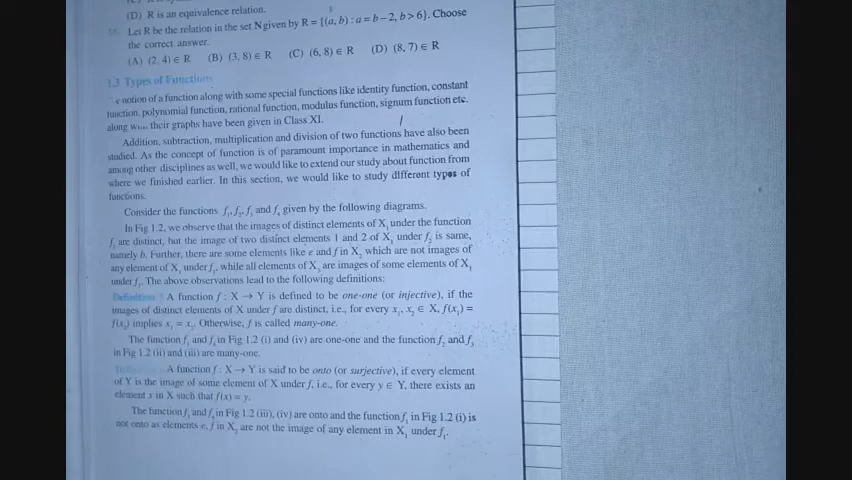 (D) R is an equivalence relation.
Let R be the relation in the set N given by R = {(a, b) : a = b – 2, b > 6}. Choose
the correct answer.
(A) (2, 4) ∈ R (B) (3, 8) ∈ R (C) (6, 8) ∈ R (D) (8, 7) ∈ R
1.3 Types of Functions
notion of a function along with some special functions like identity function, constant
function, polynomial function, rational function, modulus function, signum function etc.
along their graphs have been given in Class XI.
Addition, subtraction, multiplication and division of two functions have also been
studied. As the concept of function is of paramount importance in mathematics and
among other disciplines as well, we would like to extend our study about function from
where we finished earlier. In this section, we would like to study different types of
functions.
Consider the functions f₁, f₂, f₃ and f₄ given by the following diagrams.
In Fig 1.2, we observe that the images of distinct elements of X₁ under the function
f₁ are distinct, but the image of two distinct elements 1 and 2 of X₁ under f₂ is same,
namely b. Further, there are some elements like e and f in X₂ which are not images of
any element of X₁ under f₁, while all elements of X₃ are images of some elements of X₁
under f₃. The above observations lead to the following definitions:
Definition A function f : X → Y is defined to be one-one (or injective), if the
images of distinct elements of X under f are distinct, i.e., for every x₁, x₂ ∈ X, f(x₁) =
f(x₂) implies x₁ = x₂. Otherwise, f is called many-one.
The function f₁ and f₄ in Fig 1.2 (i) and (iv) are one-one and the function f₂ and f₃
in Fig 1.2 (ii) and (iii) are many-one.
A function f : X → Y is said to be onto (or surjective), if every element
of Y is the image of some element of X under f, i.e., for every y ∈ Y, there exists an
element x in X such that f(x) = y.
The function f₃ and f₄ in Fig 1.2 (iii), (iv) are onto and the function f₁ in Fig 1.2 (i) is
not onto as elements e, f in X₂ are not the image of any element in X₁ under f₁.